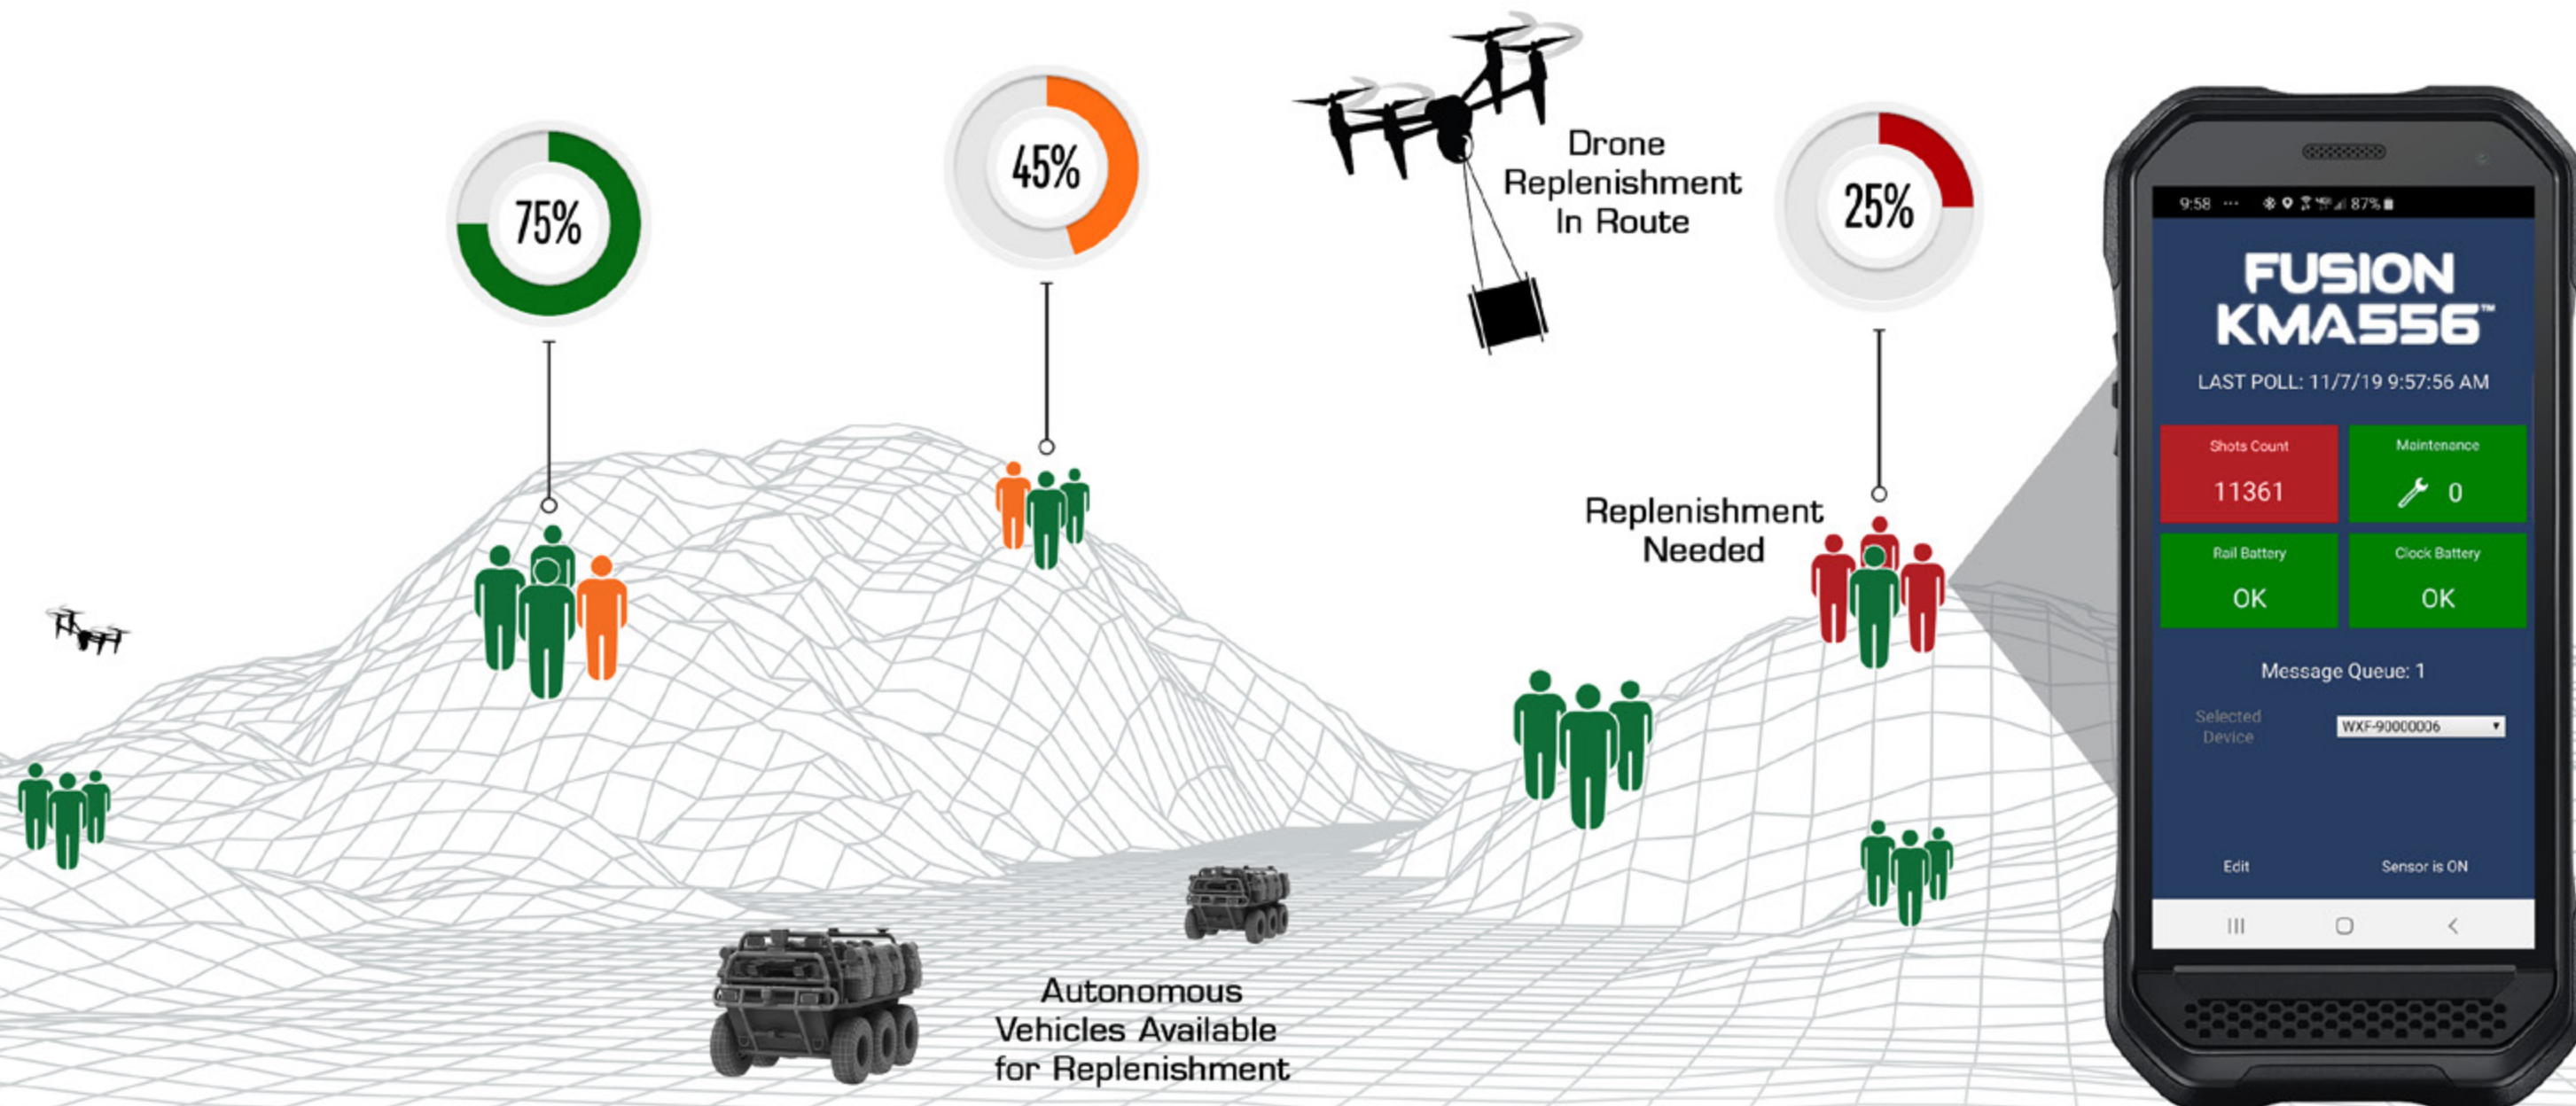 75%
45%
Drone
Replenishment
In Route
25%
Replenishment
Needed
Autonomous
Vehicles Available
for Replenishment
9:58 ··· 87%
FUSION
KMA556™
LAST POLL: 11/7/19 9:57:56 AM
Shots Count
11361
Maintenance
0
Rail Battery
OK
Clock Battery
OK
Message Queue: 1
Selected
Device
WXF-90000006
Edit
Sensor is ON